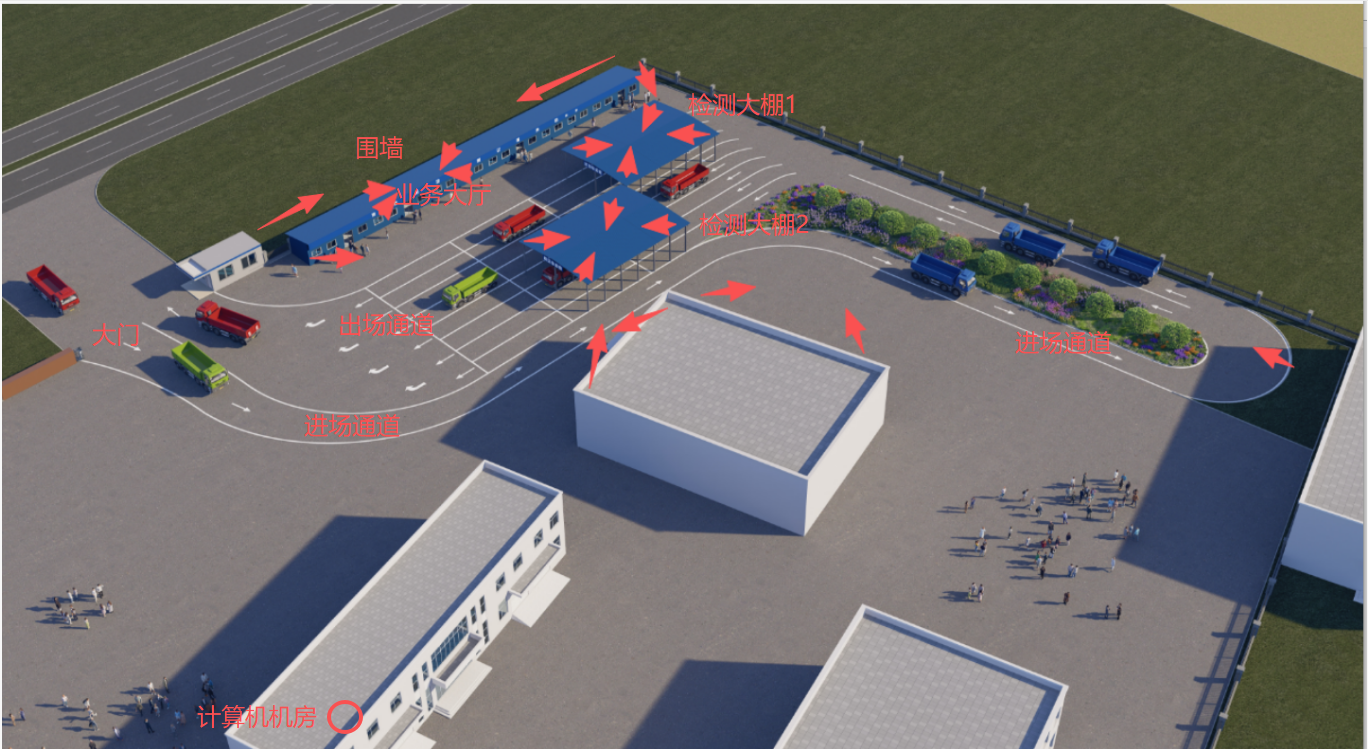 检测大棚1
围墙
业务大厅
检测大棚2
大门
出场通道
进场通道
进场通道
计算机机房